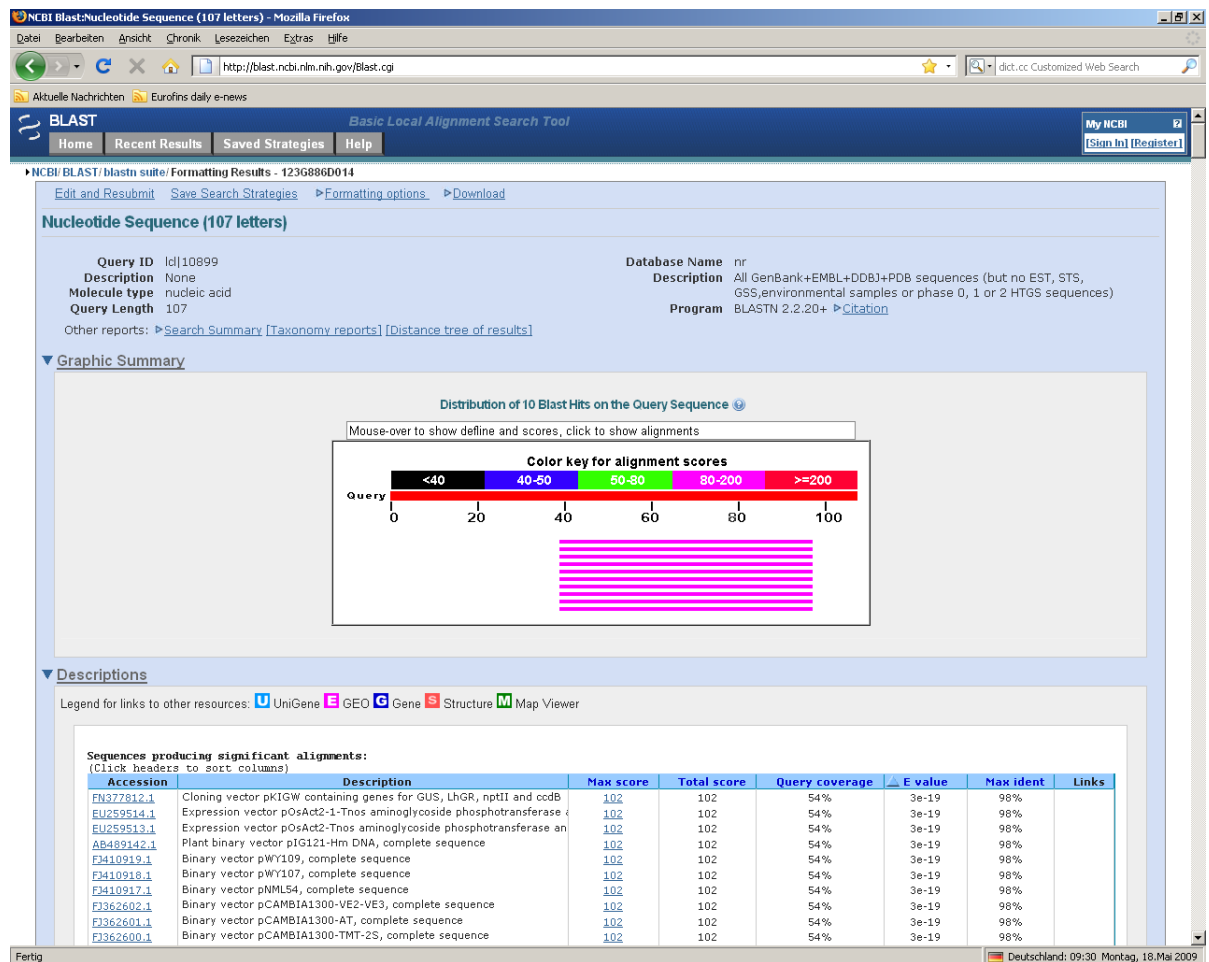 NCBI Blast:Nucleotide Sequence (107 letters) - Mozilla Firefox
Datei Bearbeiten Ansicht Chronik Lesezeichen Extras Hilfe
http://blast.ncbi.nlm.nih.gov/Blast.cgi
dict.cc Customized Web Search
Aktuelle Nachrichten Eurofins daily e-news
BLAST Basic Local Alignment Search Tool
My NCBI ?
Home Recent Results Saved Strategies Help
[Sign In] [Register]
NCBI/ BLAST/ blastn suite/ Formatting Results - 123G886D014
Edit and Resubmit Save Search Strategies Formatting options Download
Nucleotide Sequence (107 letters)
Query ID lcl|10899
Description None
Molecule type nucleic acid
Query Length 107
Database Name nr
Description All GenBank+EMBL+DDBJ+PDB sequences (but no EST, STS,
GSS,environmental samples or phase 0, 1 or 2 HTGS sequences)
Program BLASTN 2.2.20+ Citation
Other reports: Search Summary [Taxonomy reports] [Distance tree of results]
Graphic Summary
Distribution of 10 Blast Hits on the Query Sequence
Mouse-over to show defline and scores, click to show alignments
Color key for alignment scores
<40 40-50 50-80 80-200 >=200
Query
0 20 40 60 80 100
Descriptions
Legend for links to other resources: U UniGene E GEO G Gene S Structure M Map Viewer
Sequences producing significant alignments:
(Click headers to sort columns)
Accession Description Max score Total score Query coverage E value Max ident Links
FN377812.1 Cloning vector pKIGW containing genes for GUS, LhGR, nptII and ccdB 102 102 54% 3e-19 98%
EU259514.1 Expression vector pOsAct2-1-Tnos aminoglycoside phosphotransferase 102 102 54% 3e-19 98%
EU259513.1 Expression vector pOsAct2-Tnos aminoglycoside phosphotransferase an 102 102 54% 3e-19 98%
AB489142.1 Plant binary vector pIG121-Hm DNA, complete sequence 102 102 54% 3e-19 98%
FJ410919.1 Binary vector pWY109, complete sequence 102 102 54% 3e-19 98%
FJ410918.1 Binary vector pWY107, complete sequence 102 102 54% 3e-19 98%
FJ410917.1 Binary vector pNML54, complete sequence 102 102 54% 3e-19 98%
FJ362602.1 Binary vector pCAMBIA1300-VE2-VE3, complete sequence 102 102 54% 3e-19 98%
FJ362601.1 Binary vector pCAMBIA1300-AT, complete sequence 102 102 54% 3e-19 98%
FJ362600.1 Binary vector pCAMBIA1300-TMT-2S, complete sequence 102 102 54% 3e-19 98%
Fertig
Deutschland: 09:30 Montag, 18.Mai 2009